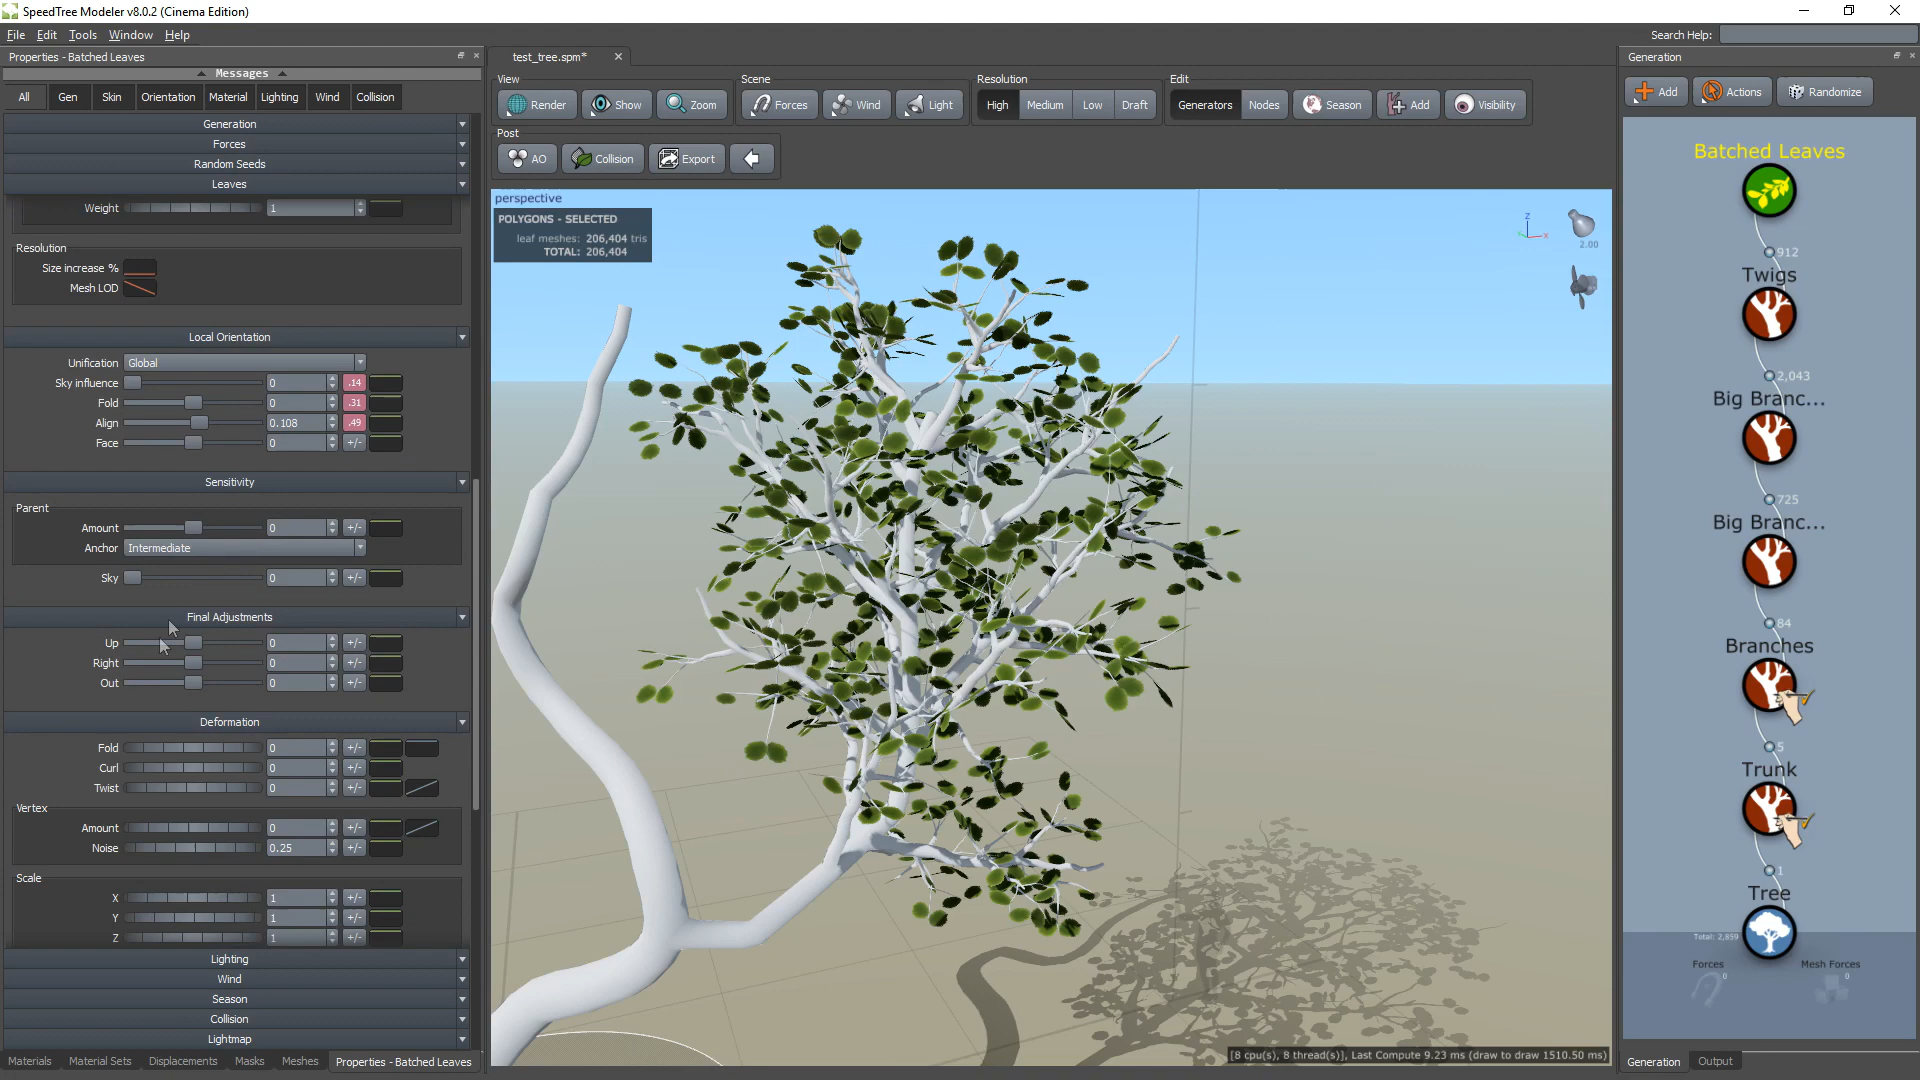 SpeedTree Modeler v8.0.2 (Cinema Edition)
File Edit Tools Window Help
Search Help:
Properties - Batched Leaves
Messages
All Gen Skin Orientation Material Lighting Wind Collision
Generation
Forces
Random Seeds
Leaves
Weight 1
Resolution
Size increase %
Mesh LOD
Local Orientation
Unification Global
Sky influence 0 .14
Fold 0 .31
Align 0.108 .49
Face 0 +/-
Sensitivity
Parent
Amount 0 +/-
Anchor Intermediate
Sky 0 +/-
Final Adjustments
Up 0 +/-
Right 0 +/-
Out 0 +/-
Deformation
Fold 0 +/-
Curl 0 +/-
Twist 0 +/-
Vertex
Amount 0 +/-
Noise 0.25 +/-
Scale
X 1 +/-
Y 1 +/-
Z 1 +/-
Lighting
Wind
Season
Collision
Lightmap
Materials Material Sets Displacements Masks Meshes Properties - Batched Leaves
test_tree.spm*
View Scene Resolution Edit
Render Show Zoom Forces Wind Light High Medium Low Draft Generators Nodes Season Add Visibility
Post
AO Collision Export
perspective
POLYGONS - SELECTED
leaf meshes: 206,404 tris
TOTAL: 206,404
Z
Y X
2.00
[8 cpu(s), 8 thread(s)], Last Compute 9.23 ms (draw to draw 1510.50 ms)
Generation
Add Actions Randomize
Batched Leaves
912
Twigs
2,043
Big Branc...
725
Big Branc...
84
Branches
5
Trunk
1
Tree
Total: 2,859
Forces 0
Mesh Forces 0
Generation Output